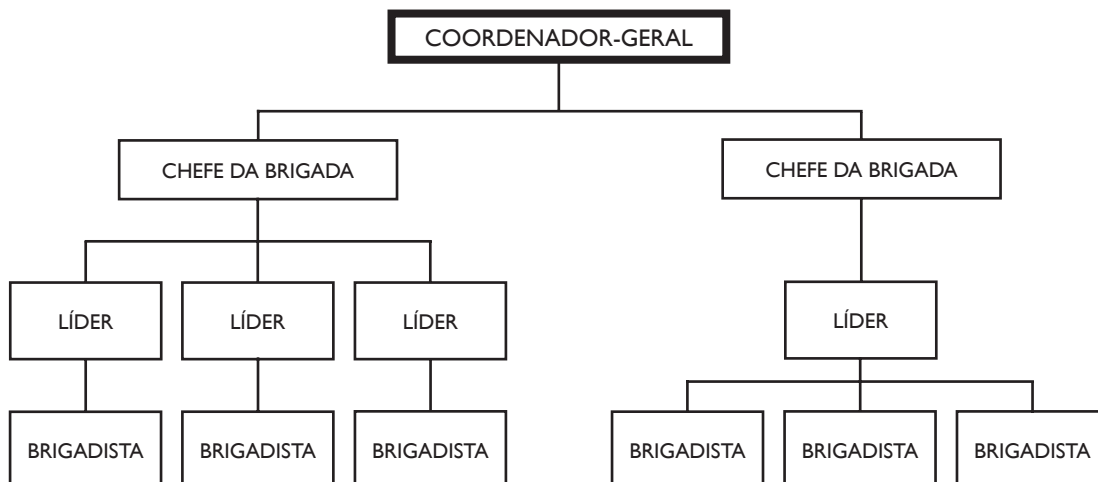 COORDENADOR-GERAL
CHEFE DA BRIGADA
CHEFE DA BRIGADA
LÍDER
LÍDER
LÍDER
LÍDER
BRIGADISTA
BRIGADISTA
BRIGADISTA
BRIGADISTA
BRIGADISTA
BRIGADISTA